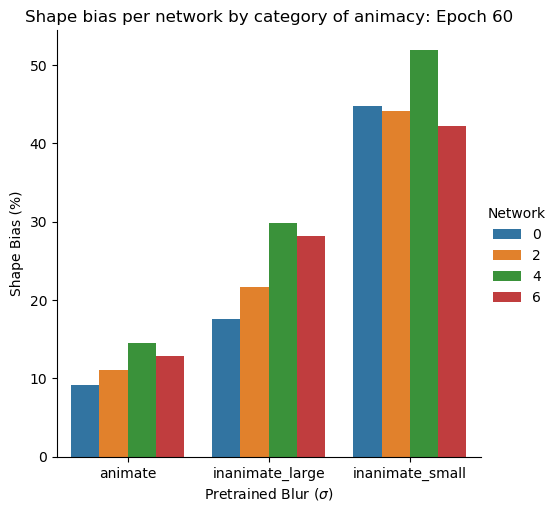 Shape bias per network by category of animacy: Epoch 60
Shape Bias (%)
50
40
30
20
10
0
animate inanimate_large inanimate_small
Pretrained Blur (σ)
Network
0
2
4
6